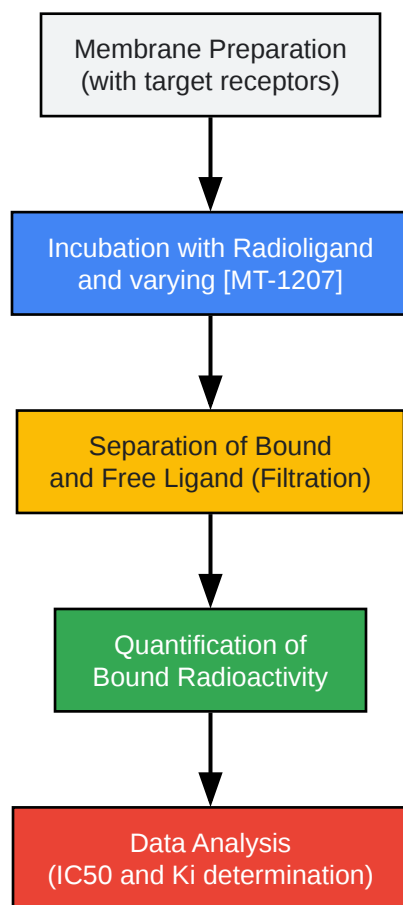 Membrane Preparation
(with target receptors)
Incubation with Radioligand
and varying [MT-1207]
Separation of Bound
and Free Ligand (Filtration)
Quantification of
Bound Radioactivity
Data Analysis
(IC50 and Ki determination)